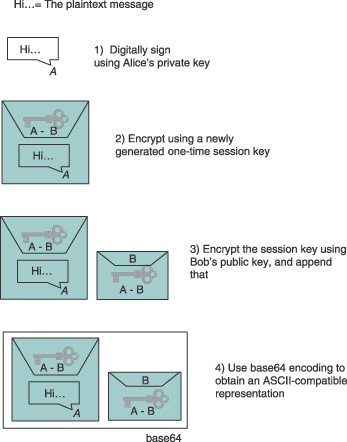 Hi...= The plaintext message
Hi...
A
1) Digitally sign
using Alice's private key
A - B
Hi...
A
2) Encrypt using a newly
generated one-time session key
A - B
Hi...
A
B
A - B
3) Encrypt the session key using
Bob's public key, and append
that
A - B
Hi...
A
B
A - B
4) Use base64 encoding to
obtain an ASCII-compatible
representation
base64